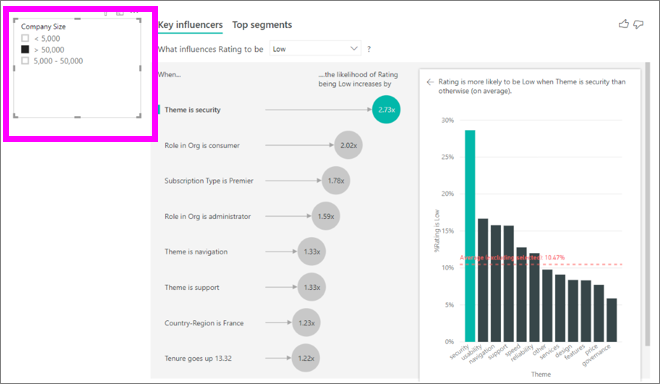 Company Size
< 5,000
> 50,000
5,000 - 50,000
Key influencers Top segments
What influences Rating to be Low ?
When...
....the likelihood of Rating
being Low increases by
Theme is security 2.73x
Role in Org is consumer 2.02x
Subscription Type is Premier 1.78x
Role in Org is administrator 1.59x
Theme is navigation 1.33x
Theme is support 1.33x
Country-Region is France 1.23x
Tenure goes up 13.32 1.22x
Rating is more likely to be Low when Theme is security than
otherwise (on average).
30%
25%
20%
15%
10%
5%
0%
%Rating is Low
Average (excluding selected): 10.47%
security
usability
navigation
support
speed
reliability
other
services
design
features
price
governance
Theme